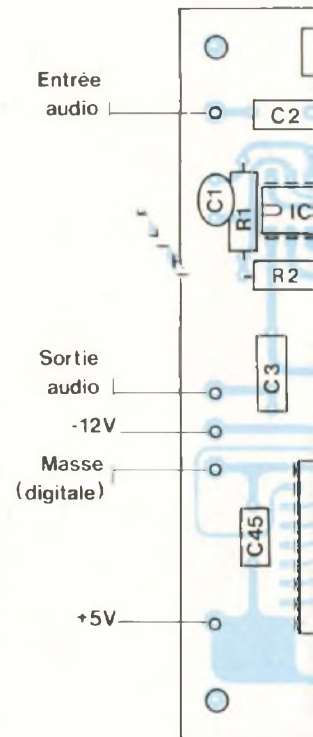 Entrée
audio
C2
C1
R1
IC
R2
Sortie
audio
C3
-12V
Masse
(digitale)
C45
+5V